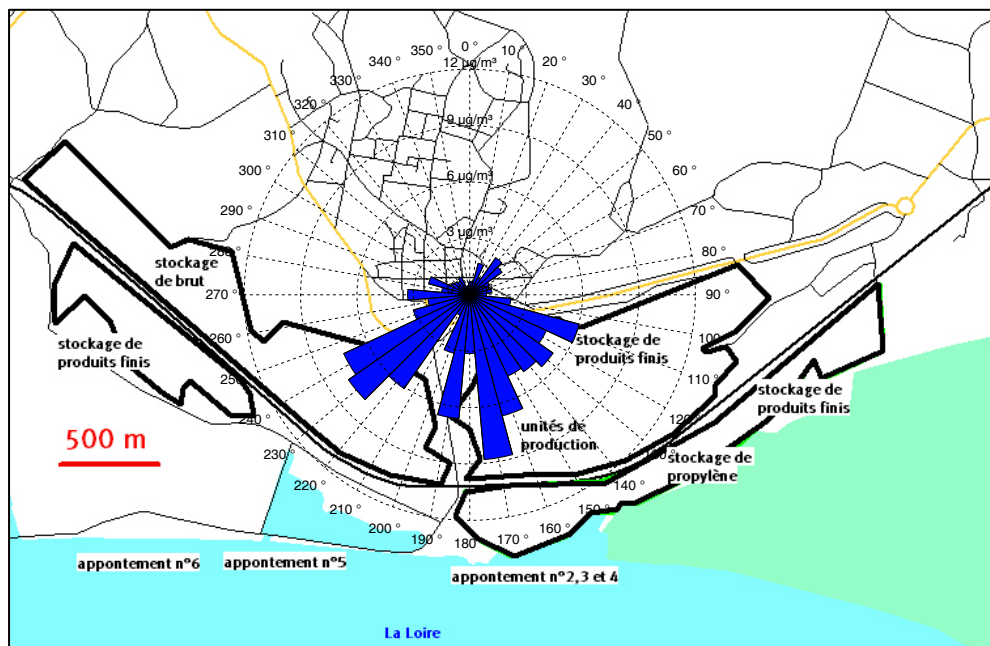 0 °
350 °
10 °
340 °
12 µg/m³
20 °
330 °
30 °
320 °
40 °
310 °
9 µg/m³
50 °
300 °
60 °
6 µg/m³
290 °
70 °
3 µg/m³
280 °
80 °
stockage
de brut
270 °
90 °
stockage de
produits finis
260 °
100 °
stockage de
produits finis
250 °
110 °
stockage de
produits finis
240 °
120 °
unités de
production
500 m
230 °
130 °
stockage de
propylène
220 °
140 °
210 °
150 °
200 °
160 °
190 °
170 °
180 °
appontement n°6
appontement n°5
appontement n°2,3 et 4
La Loire